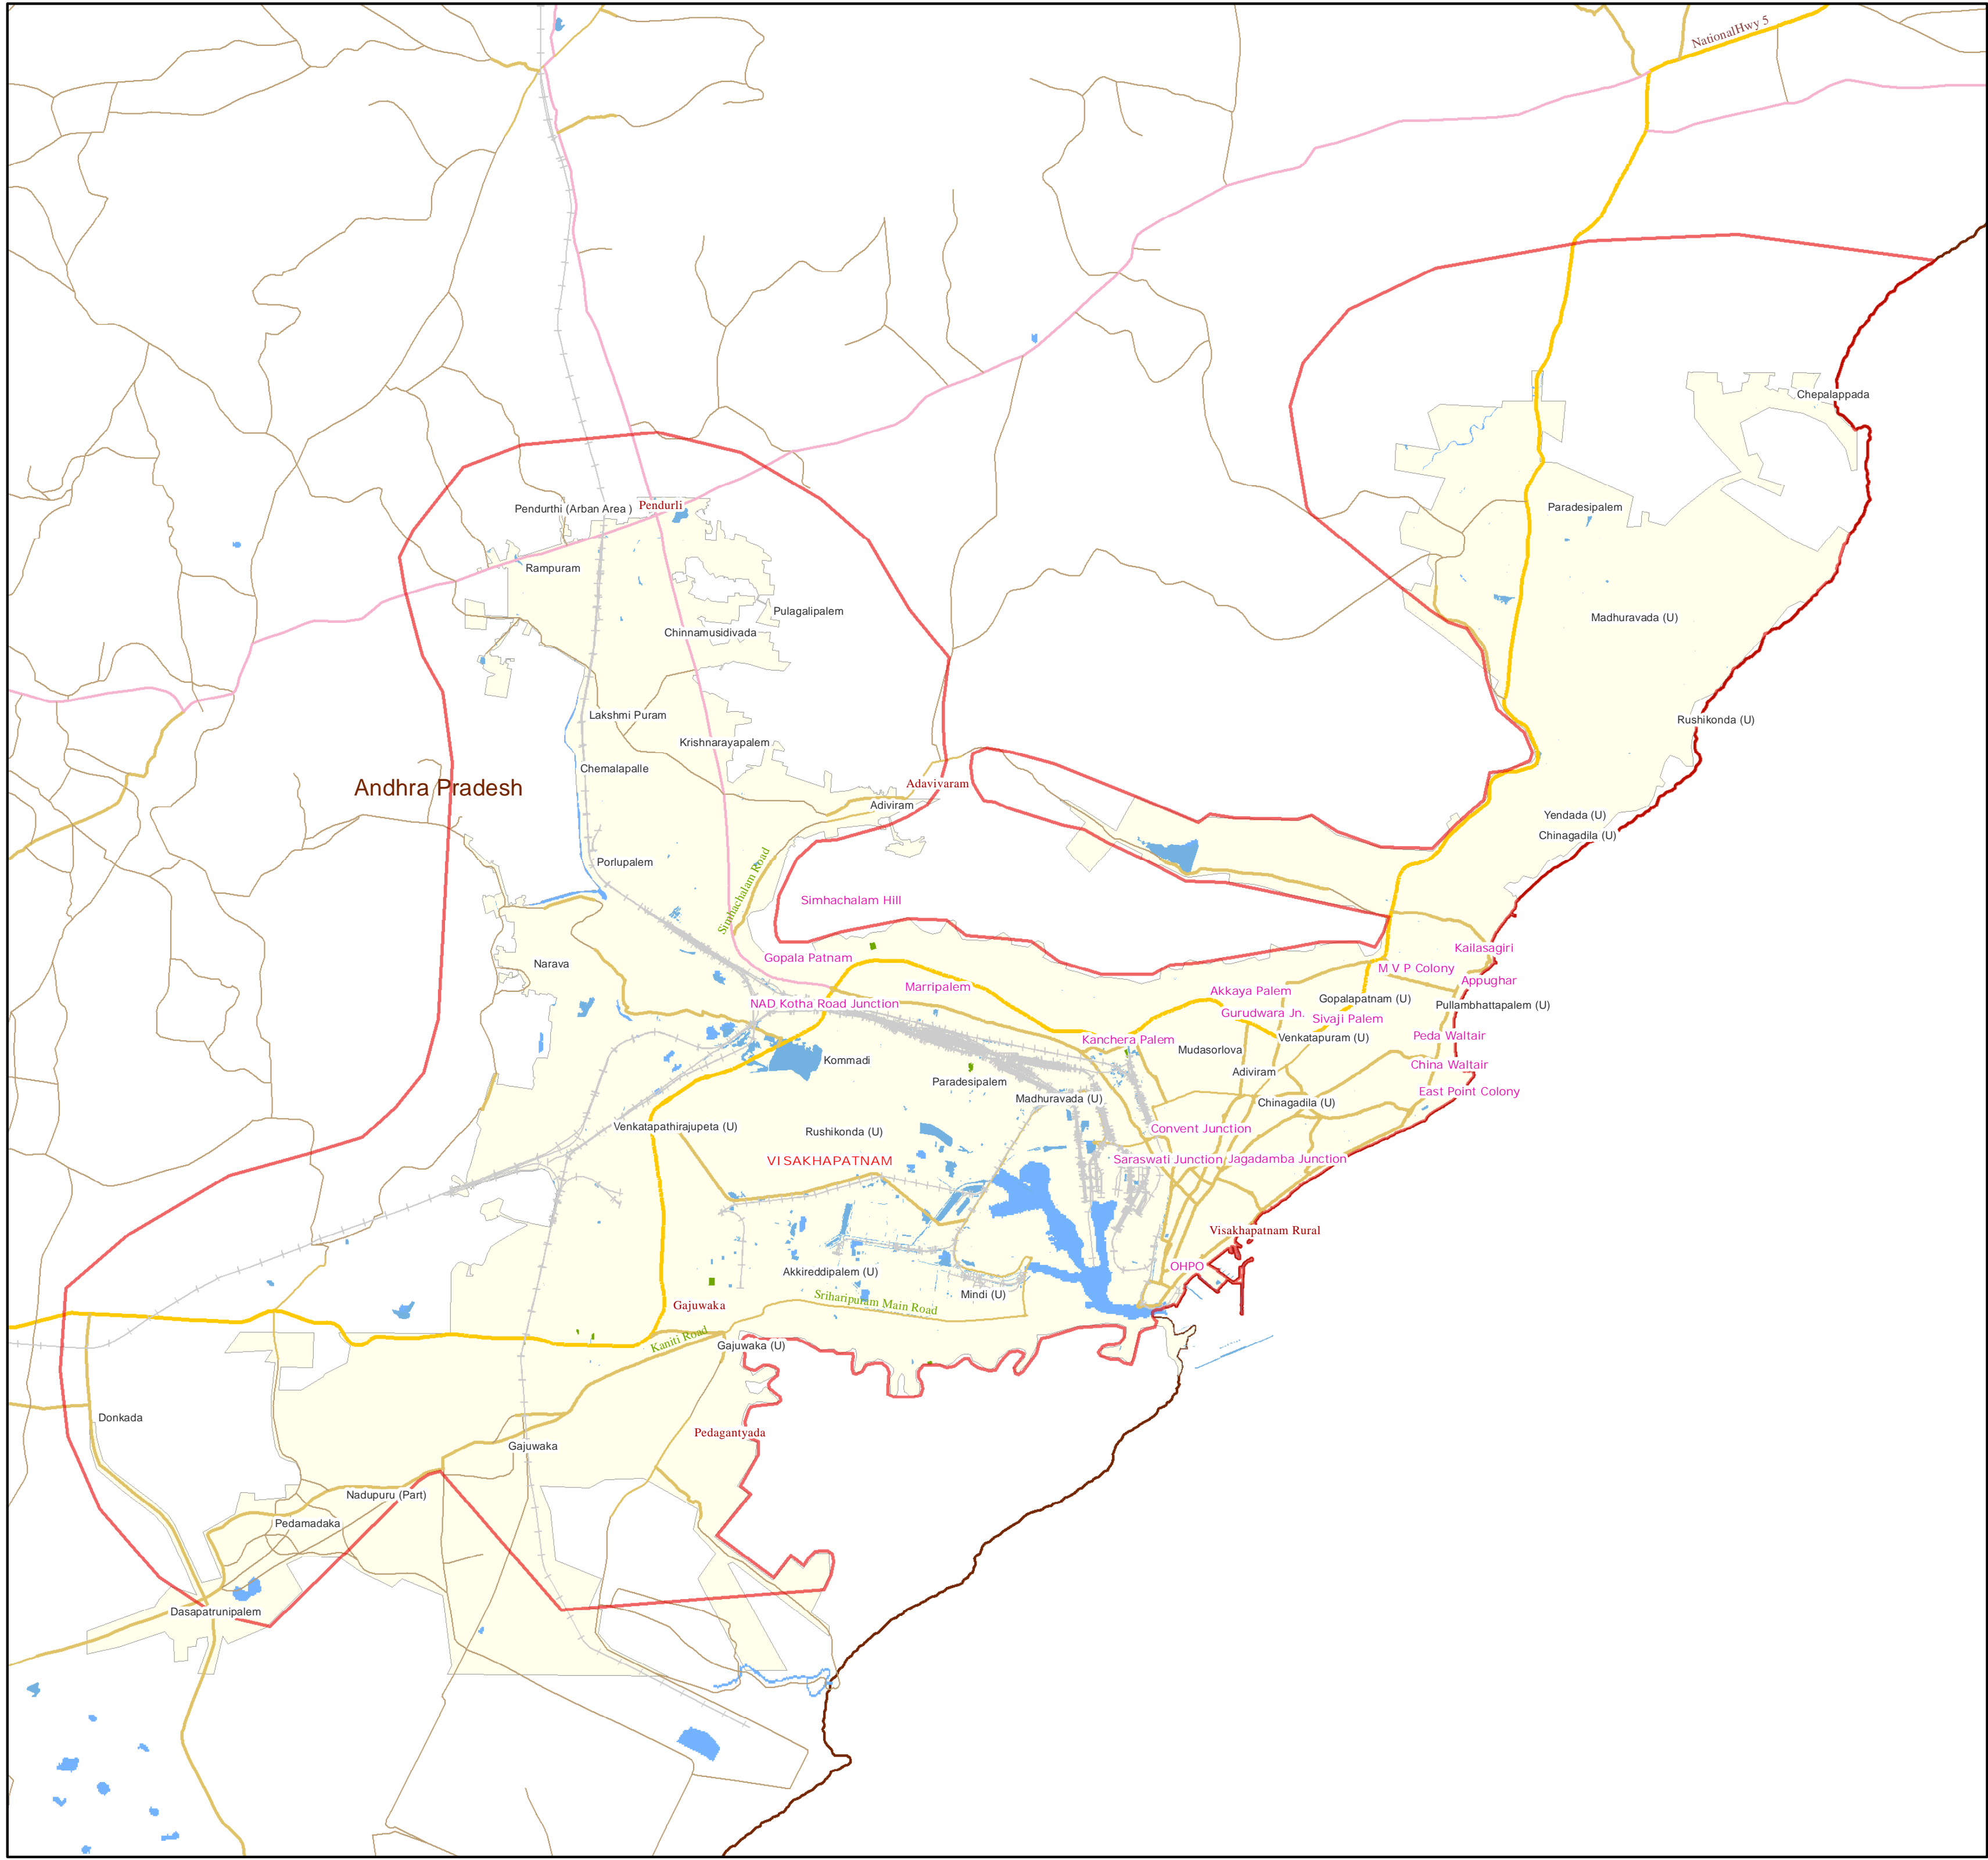 NationalHwy 5
Chepalappada
Pendurthi (Arban Area )
Pendurli
Paradesipalem
Rampuram
Pulagalipalem
Madhuravada (U)
Chinnamusidivada
Lakshmi Puram
Rushikonda (U)
Krishnarayapalem
Chemalapalle
Andhra Pradesh
Adavivaram
Adiviram
Yendada (U)
Chinagadila (U)
Porlupalem
Simhachalam Road
Simhachalam Hill
Kailasagiri
Gopala Patnam
Narava
M V P Colony
Appughar
Marripalem
Akkaya Palem
Gopalapatnam (U)
NAD Kotha Road Junction
Pullambhattapalem (U)
Gurudwara Jn.
Sivaji Palem
Kanchera Palem
Venkatapuram (U)
Peda Waltair
Mudasorlova
Kommadi
China Waltair
Adiviram
Paradesipalem
East Point Colony
Madhuravada (U)
Chinagadila (U)
Venkatapathirajupeta (U)
Rushikonda (U)
Convent Junction
VISAKHAPATNAM
Saraswati Junction
Jagadamba Junction
Visakhapatnam Rural
OHPO
Akkireddipalem (U)
Mindi (U)
Gajuwaka
Sriharipuram Main Road
Kaniti Road
Gajuwaka (U)
Donkada
Pedagantyada
Gajuwaka
Nadupuru (Part)
Pedamadaka
Dasapatrunipalem